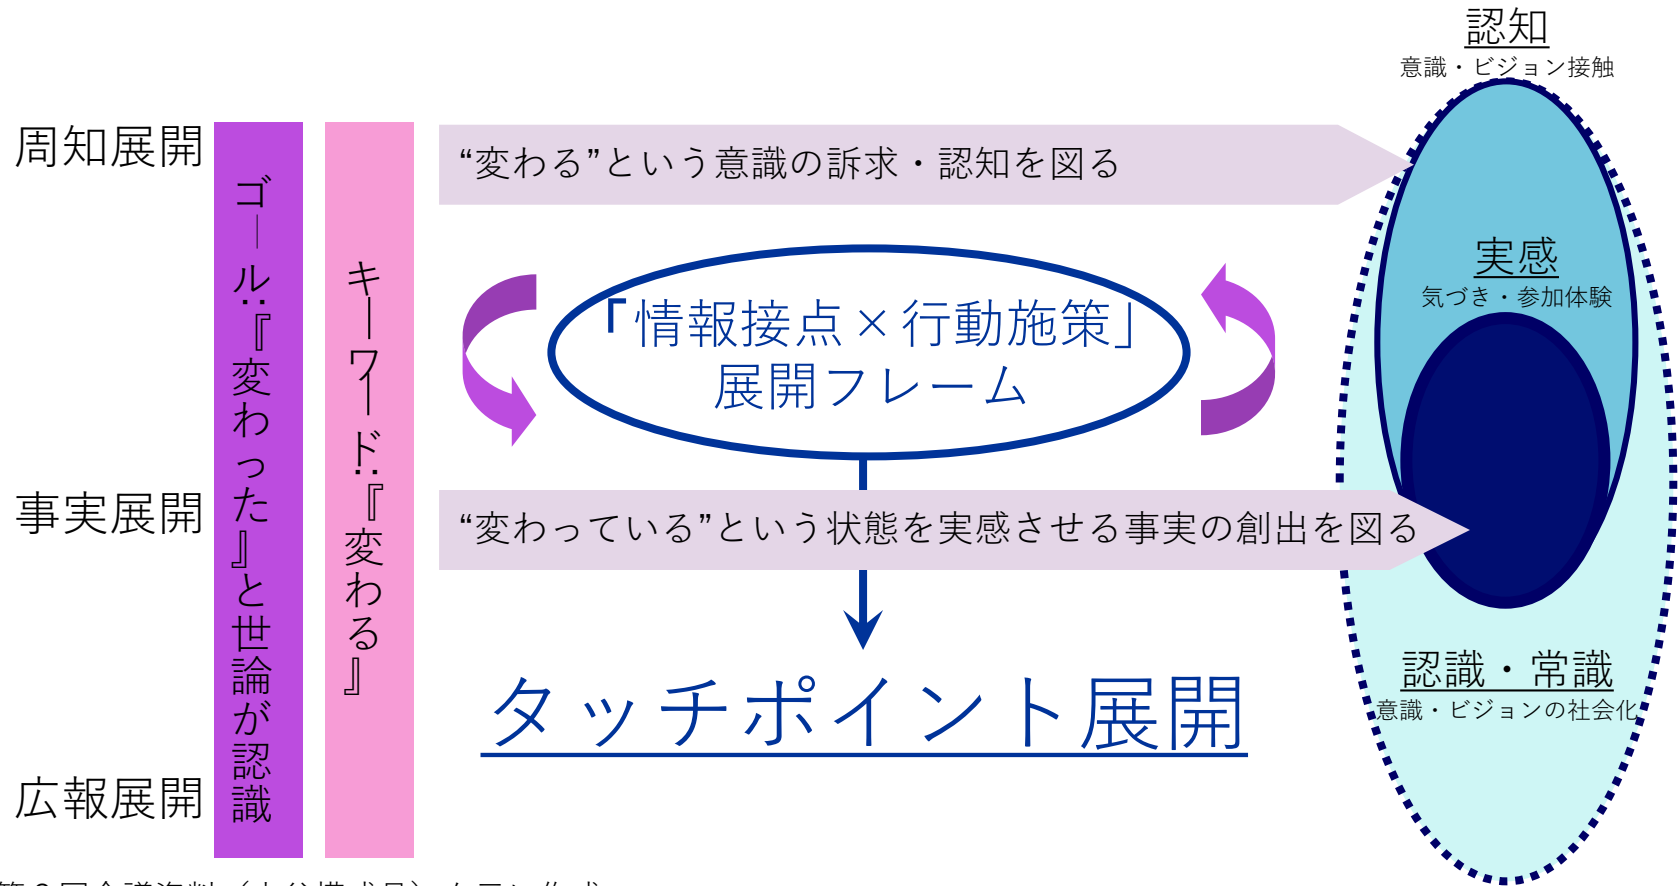 認知
意識・ビジョン接触
周知展開
“変わる”という意識の訴求・認知を図る
ゴール：『変わった』と世論が認識
キーワード：『変わる』
実感
気づき・参加体験
「情報接点×行動施策」
展開フレーム
事実展開
“変わっている”という状態を実感させる事実の創出を図る
認識・常識
意識・ビジョンの社会化
タッチポイント展開
広報展開